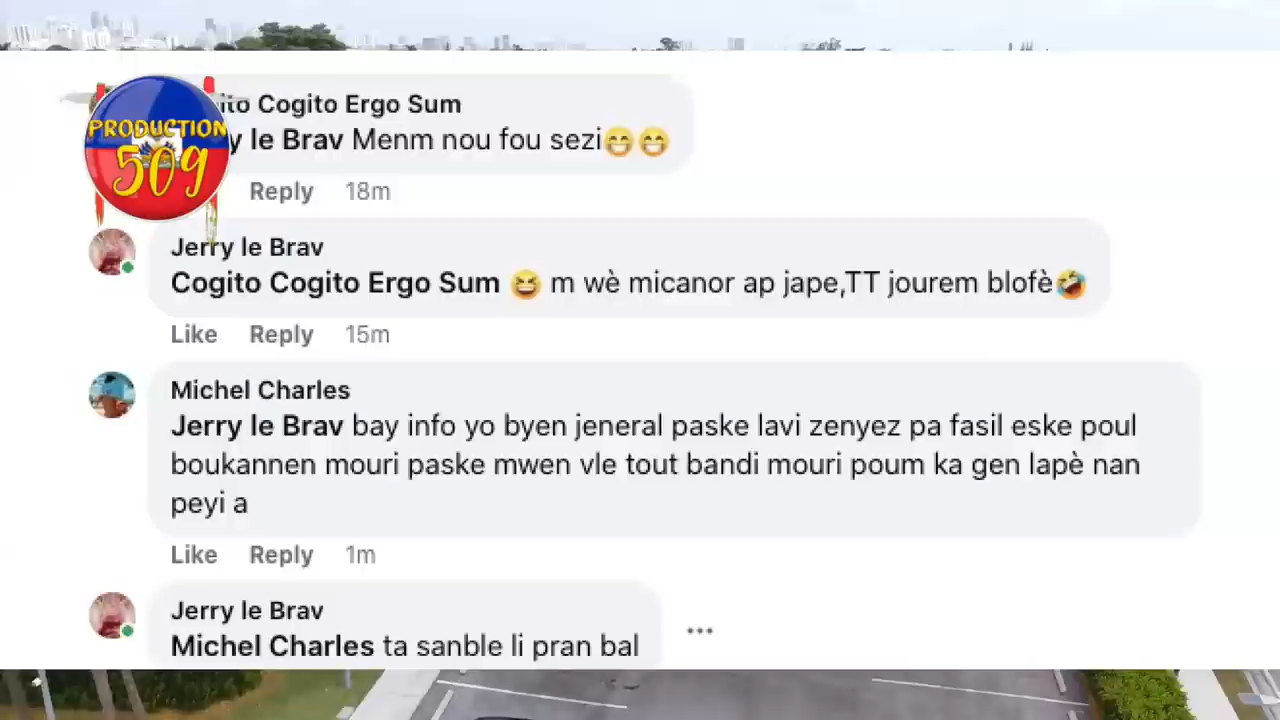 PRODUCTION
509
ito Cogito Ergo Sum
y le Brav Menm nou fou sezi😁😁
Reply 18m
Jerry le Brav
Cogito Cogito Ergo Sum 😆 m wè micanor ap jape,TT jourem blofè🤣
Like Reply 15m
Michel Charles
Jerry le Brav bay info yo byen jeneral paske lavi zenyez pa fasil eske poul
boukannen mouri paske mwen vle tout bandi mouri poum ka gen lapè nan
peyi a
Like Reply 1m
Jerry le Brav
Michel Charles ta sanble li pran bal